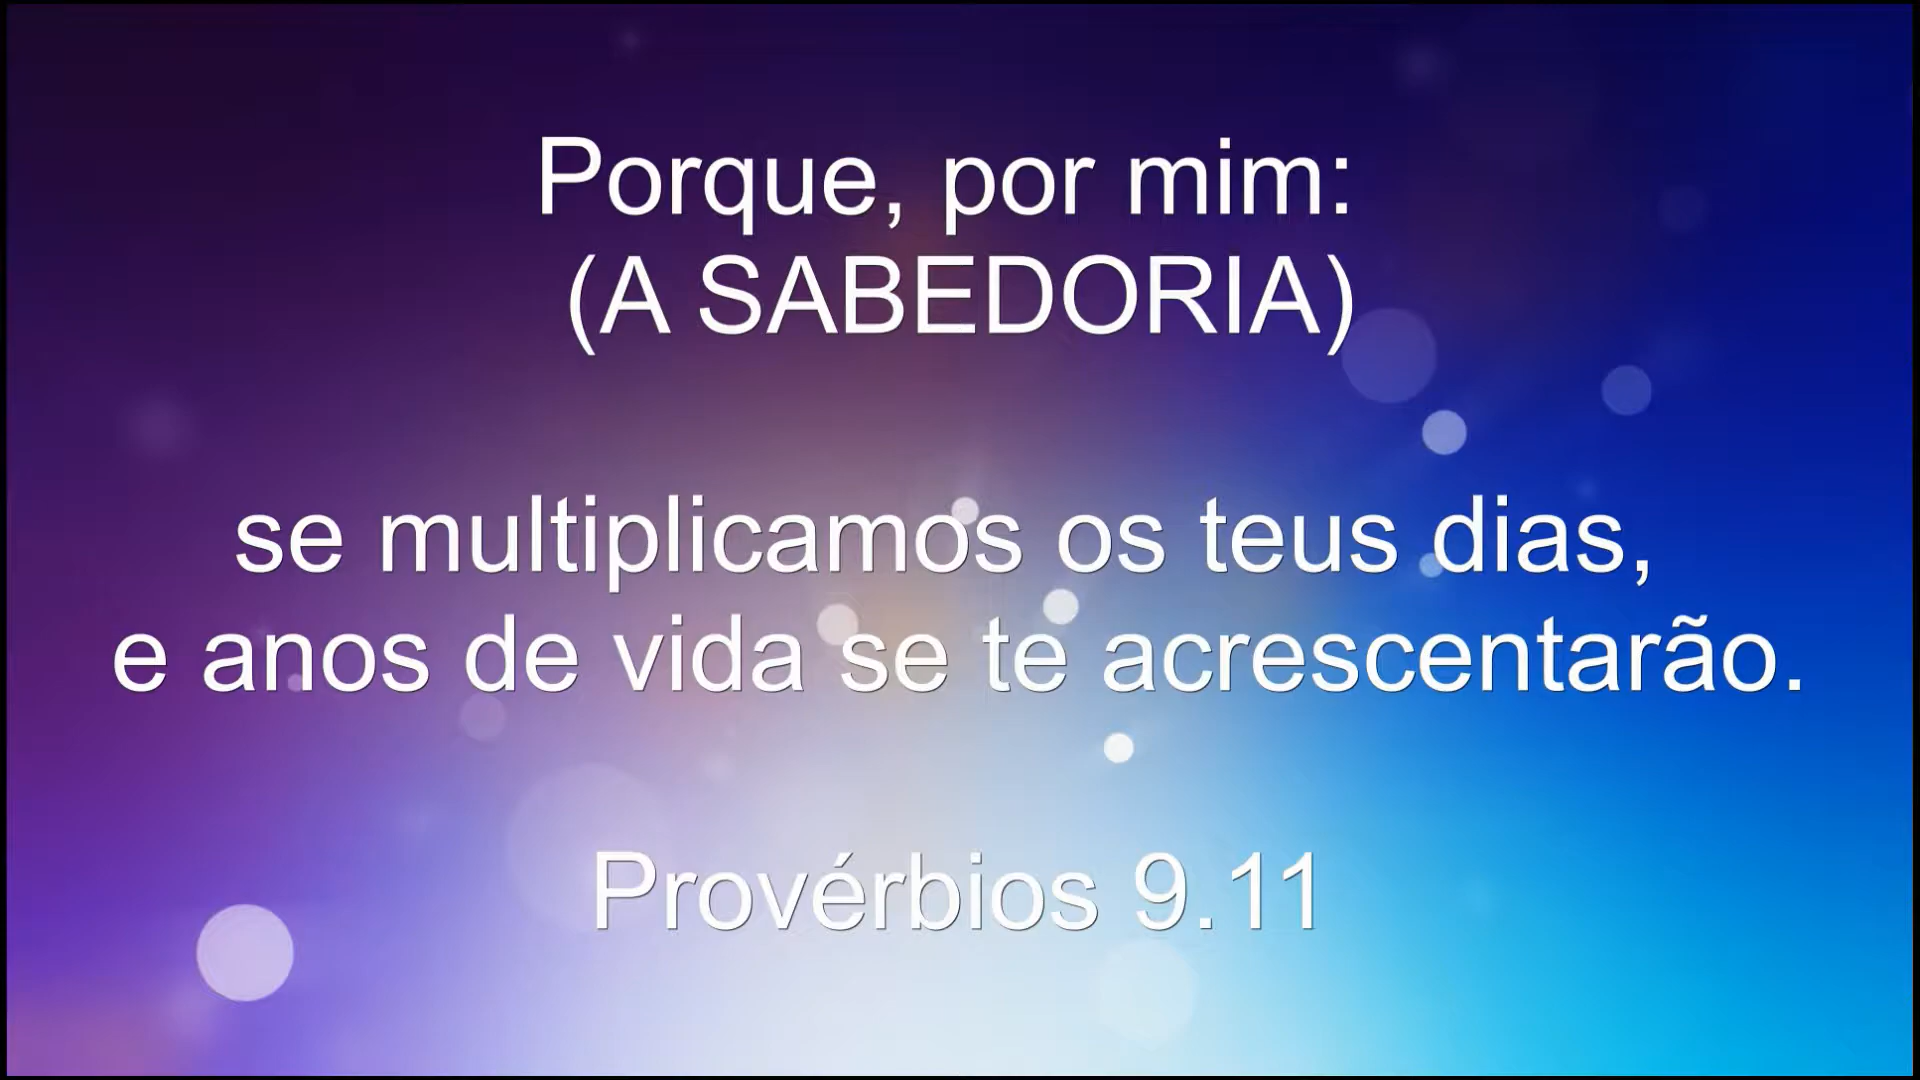 Porque, por mim:
(A SABEDORIA)
se multiplicamos os teus dias,
e anos de vida se te acrescentarão.
Provérbios 9.11